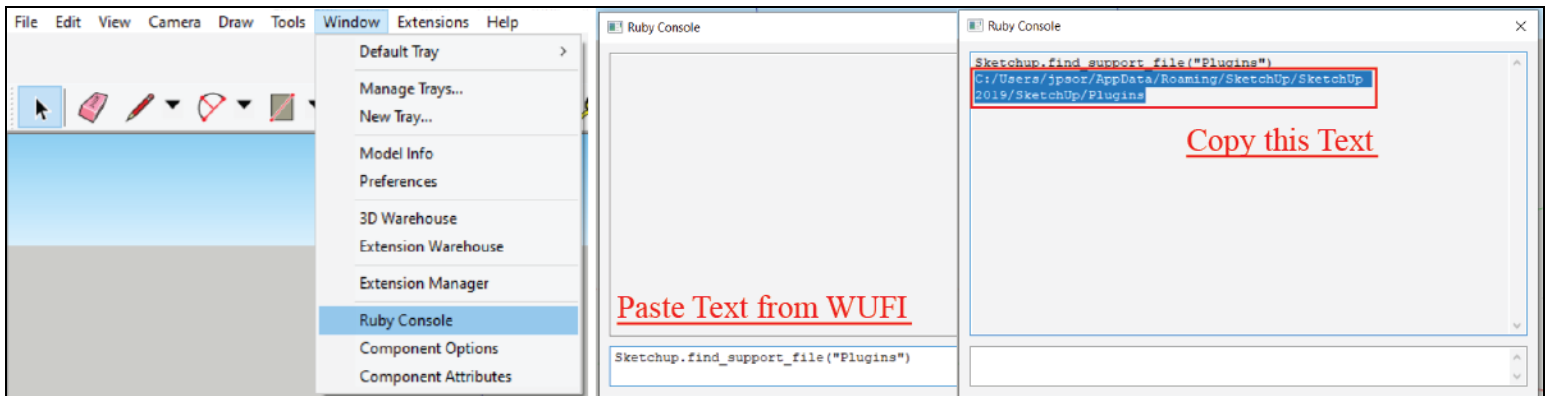 File Edit View Camera Draw Tools Window Extensions Help
Default Tray
Manage Trays...
New Tray...
Model Info
Preferences
3D Warehouse
Extension Warehouse
Extension Manager
Ruby Console
Component Options
Component Attributes
Ruby Console
Paste Text from WUFI
Sketchup.find_support_file("Plugins")
Ruby Console
Sketchup.find_support_file("Plugins")
C:/Users/jpsor/AppData/Roaming/SketchUp/SketchUp
2019/SketchUp/Plugins
Copy this Text